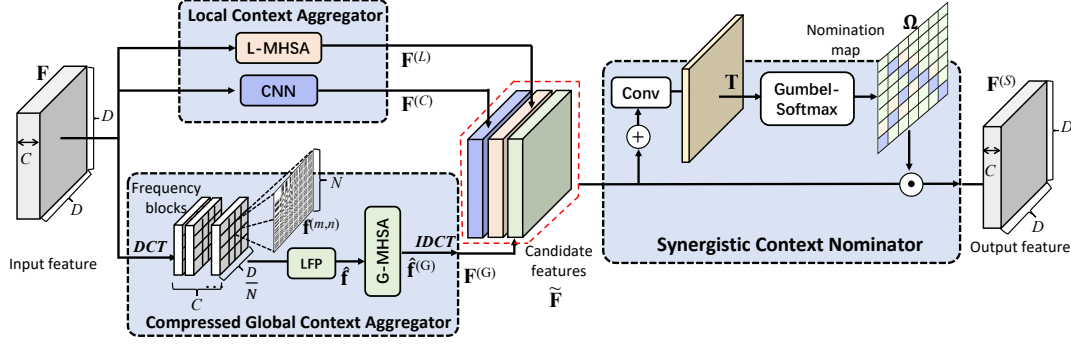 Local Context Aggregator
L-MHSA
F^(L)
CNN
F^(C)
F
D
C
D
Input feature
DCT
Frequency
blocks
C
..
D
N
f^(m,n)
N
LFP
f̂
G-MHSA
IDCT
f̂^(G)
F^(G)
Compressed Global Context Aggregator
Candidate
features
F̃
Conv
+
T
Gumbel-
Softmax
Nomination
map
Ω
Synergistic Context Nominator
F^(S)
D
C
D
Output feature